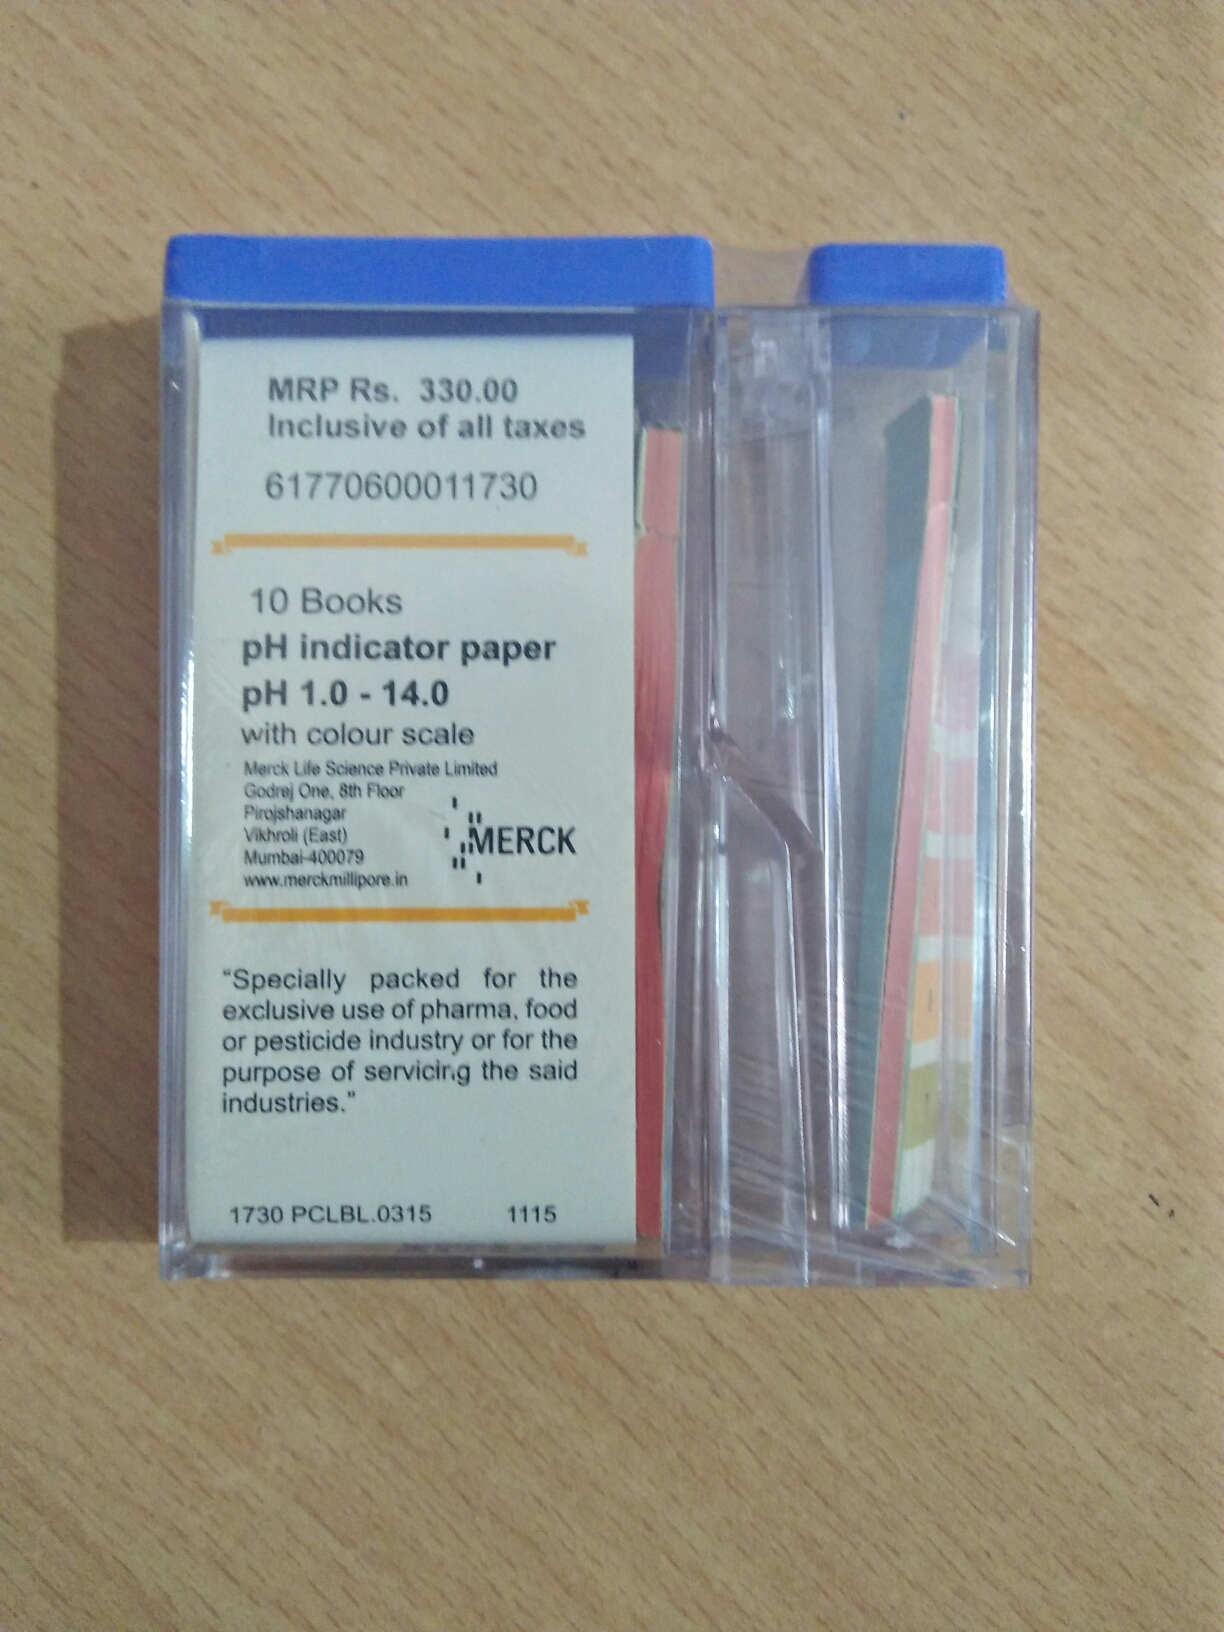 MRP Rs. 330.00
Inclusive of all taxes
61770600011730
10 Books
pH indicator paper
pH 1.0 - 14.0
with colour scale
Merck Life Science Private Limited
Godrej One, 8th Floor
Pirojshanagar
Vikhroli (East)
Mumbai-400079
www.merckmillipore.in
MERCK
“Specially packed for the
exclusive use of pharma, food
or pesticide industry or for the
purpose of servicing the said
industries.”
1730 PCLBL.0315 1115